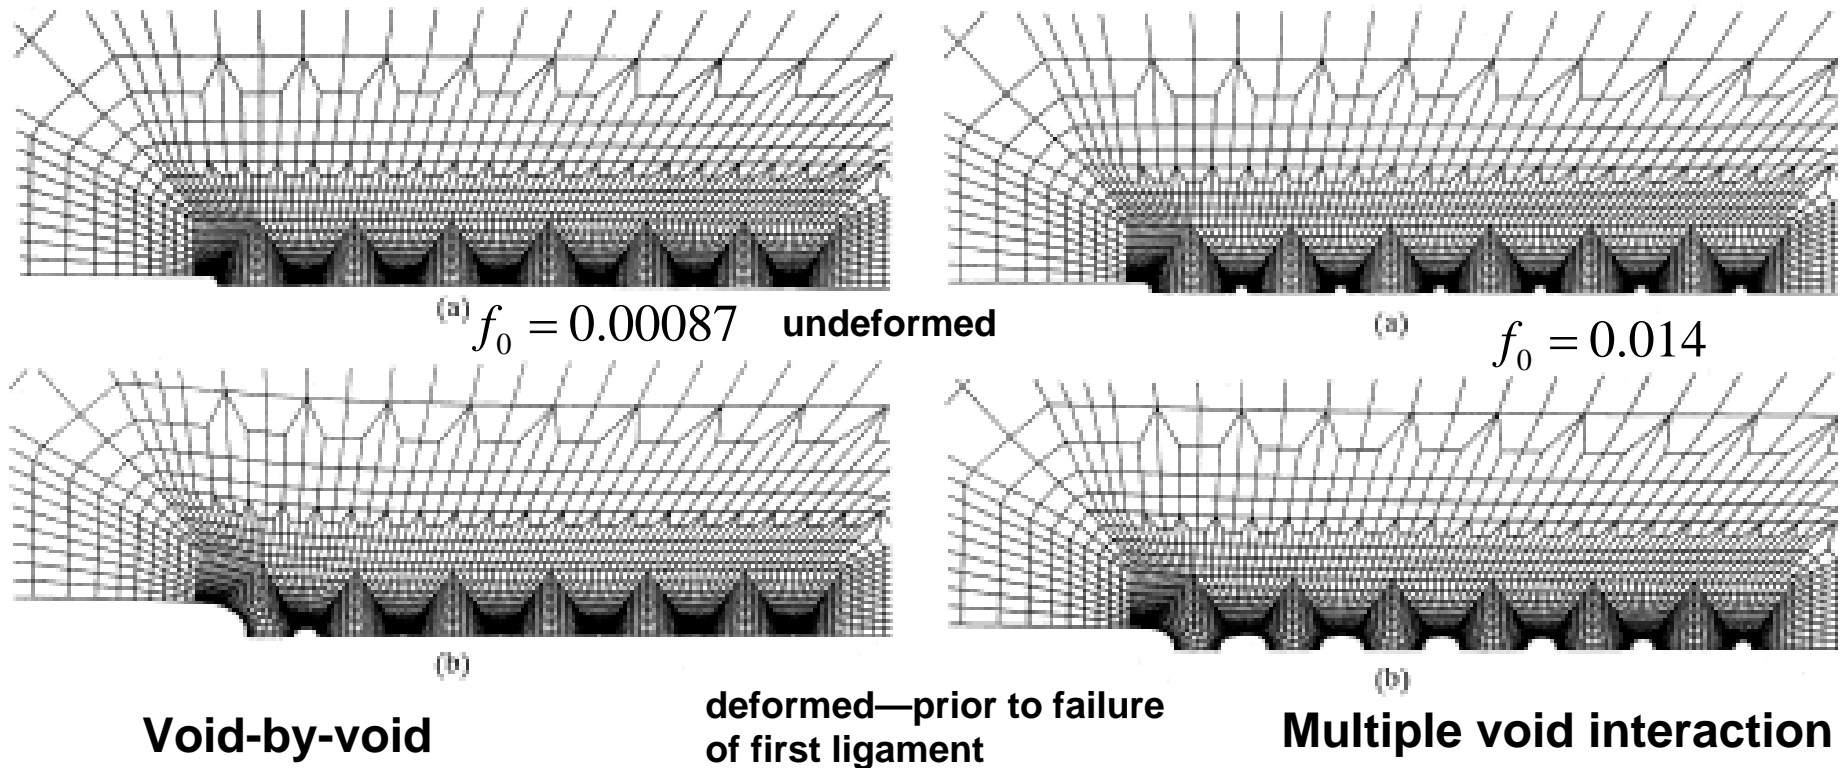 (a)
f₀ = 0.00087
undeformed
(a)
f₀ = 0.014
(b)
(b)
Void-by-void
deformed—prior to failure
of first ligament
Multiple void interaction